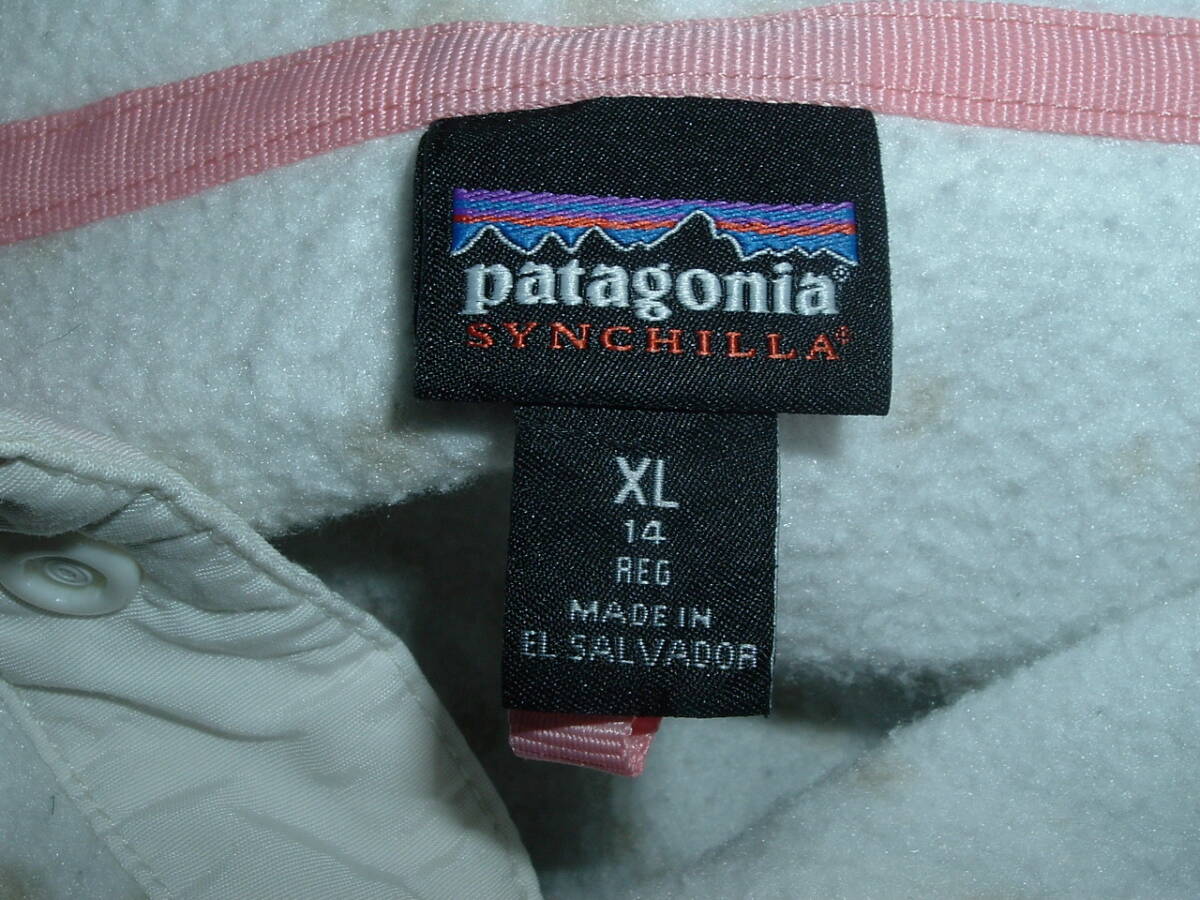 patagonia®
SYNCHILLA®
XL
14
REG
MADE IN
EL SALVADOR